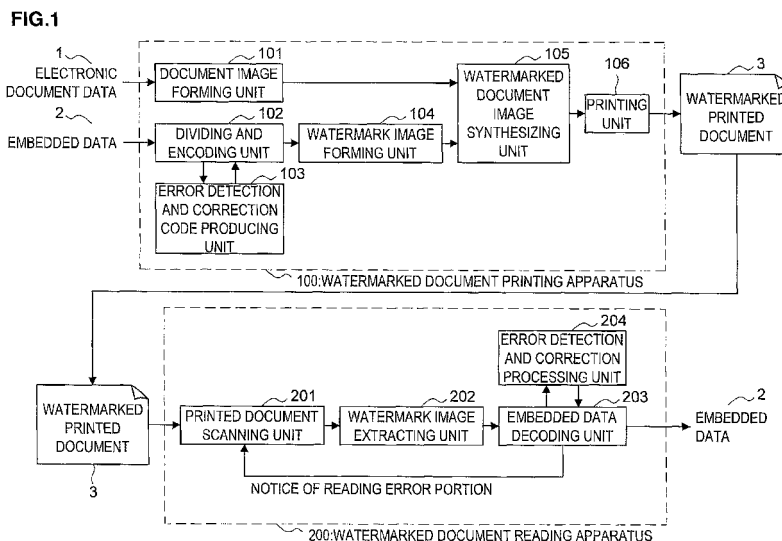 FIG.1
1
ELECTRONIC
DOCUMENT DATA
2
EMBEDDED DATA
101
DOCUMENT IMAGE
FORMING UNIT
102
DIVIDING AND
ENCODING UNIT
103
ERROR DETECTION
AND CORRECTION
CODE PRODUCING
UNIT
104
WATERMARK IMAGE
FORMING UNIT
105
WATERMARKED
DOCUMENT
IMAGE
SYNTHESIZING
UNIT
106
PRINTING
UNIT
3
WATERMARKED
PRINTED
DOCUMENT
100:WATERMARKED DOCUMENT PRINTING APPARATUS
WATERMARKED
PRINTED
DOCUMENT
3
201
PRINTED DOCUMENT
SCANNING UNIT
202
WATERMARK IMAGE
EXTRACTING UNIT
204
ERROR DETECTION
AND CORRECTION
PROCESSING UNIT
203
EMBEDDED DATA
DECODING UNIT
2
EMBEDDED
DATA
NOTICE OF READING ERROR PORTION
200:WATERMARKED DOCUMENT READING APPARATUS